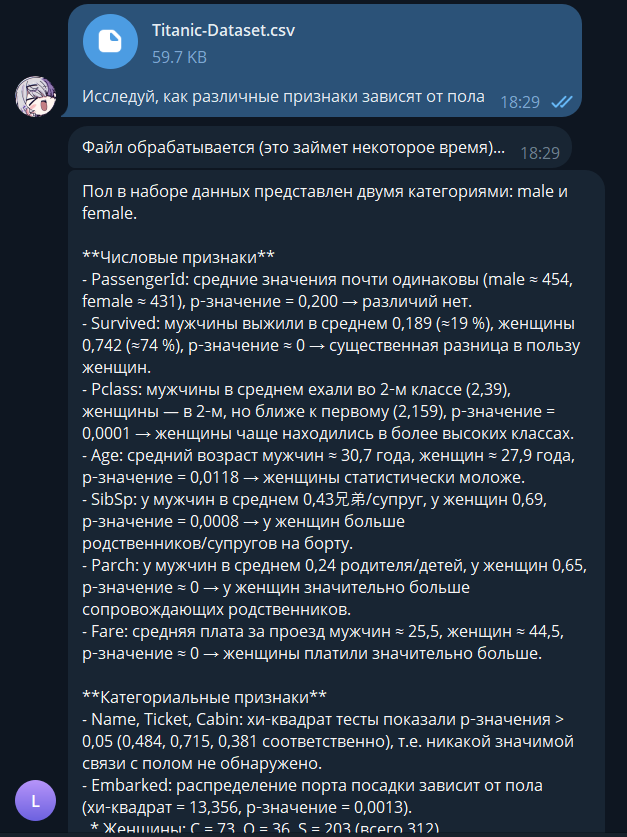 Titanic-Dataset.csv
59.7 KB
Исследуй, как различные признаки зависят от пола
18:29
Файл обрабатывается (это займет некоторое время)...
18:29
Пол в наборе данных представлен двумя категориями: male и
female.
**Числовые признаки**
- PassengerId: средние значения почти одинаковы (male ≈ 454,
female ≈ 431), p‑значение = 0,200 → различий нет.
- Survived: мужчины выжили в среднем 0,189 (≈19 %), женщины
0,742 (≈74 %), p‑значение ≈ 0 → существенная разница в пользу
женщин.
- Pclass: мужчины в среднем ехали во 2‑м классе (2,39),
женщины — в 2‑м, но ближе к первому (2,159), p‑значение =
0,0001 → женщины чаще находились в более высоких классах.
- Age: средний возраст мужчин ≈ 30,7 года, женщин ≈ 27,9 года,
p‑значение = 0,0118 → женщины статистически моложе.
- SibSp: у мужчин в среднем 0,43兄弟/супруг, у женщин 0,69,
p‑значение = 0,0008 → у женщин больше
родственников/супругов на борту.
- Parch: у мужчин в среднем 0,24 родителя/детей, у женщин 0,65,
p‑значение ≈ 0 → у женщин значительно больше
сопровождающих родственников.
- Fare: средняя плата за проезд мужчин ≈ 25,5, женщин ≈ 44,5,
p‑значение ≈ 0 → женщины платили значительно больше.
**Категориальные признаки**
- Name, Ticket, Cabin: хи‑квадрат тесты показали p‑значения >
0,05 (0,484, 0,715, 0,381 соответственно), т.е. никакой значимой
связи с полом не обнаружено.
- Embarked: распределение порта посадки зависит от пола
(хи‑квадрат = 13,356, p‑значение = 0,0013).
* Женщины: C = 73, Q = 36, S = 203 (всего 312)
L